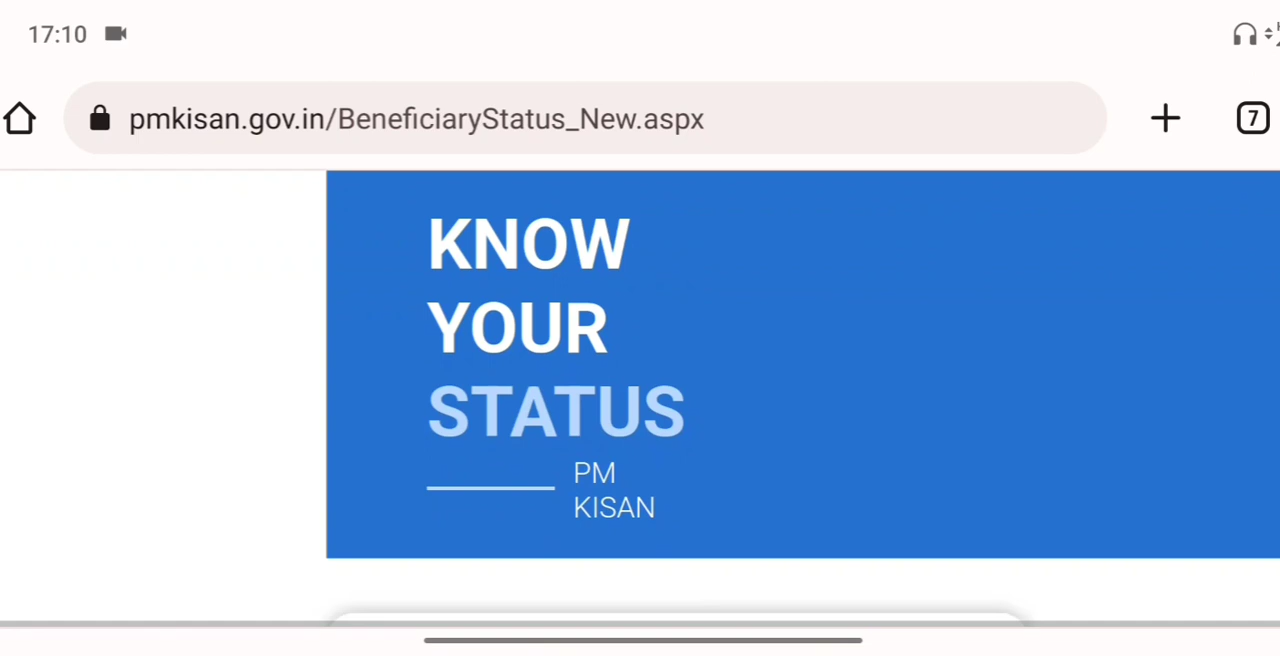 17:10
pmkisan.gov.in/BeneficiaryStatus_New.aspx
7
KNOW
YOUR
STATUS
PM
KISAN